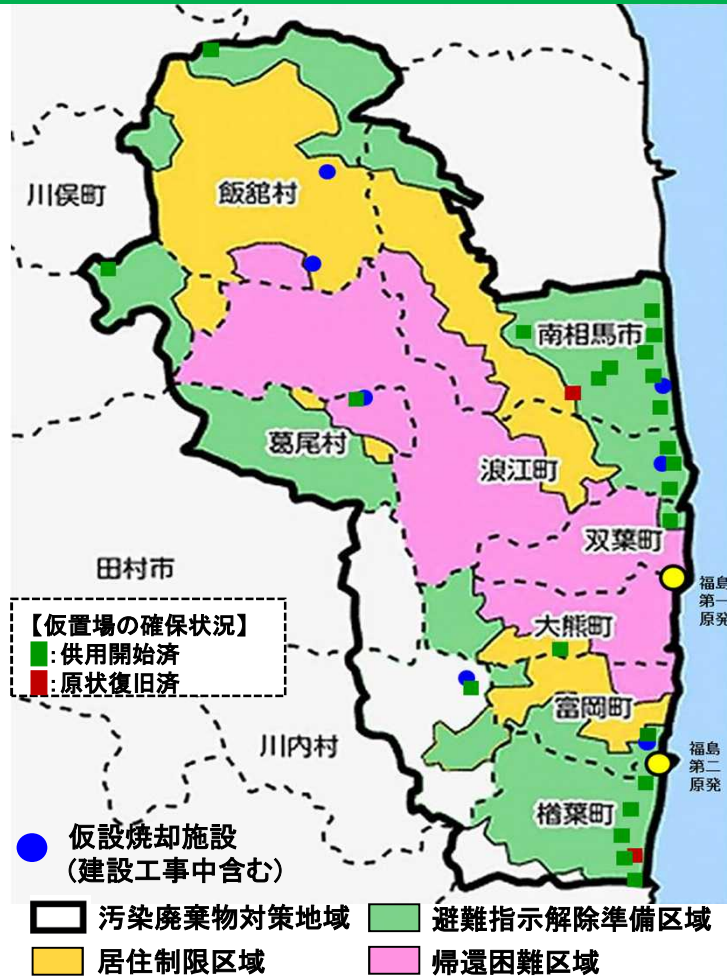 川俣町
飯舘村
南相馬市
葛尾村
浪江町
双葉町
田村市
福島
第一
原発
大熊町
【仮置場の確保状況】
:供用開始済
:原状復旧済
富岡町
川内村
福島
第二
原発
楢葉町
仮設焼却施設
(建設工事中含む)
汚染廃棄物対策地域
避難指示解除準備区域
居住制限区域
帰還困難区域